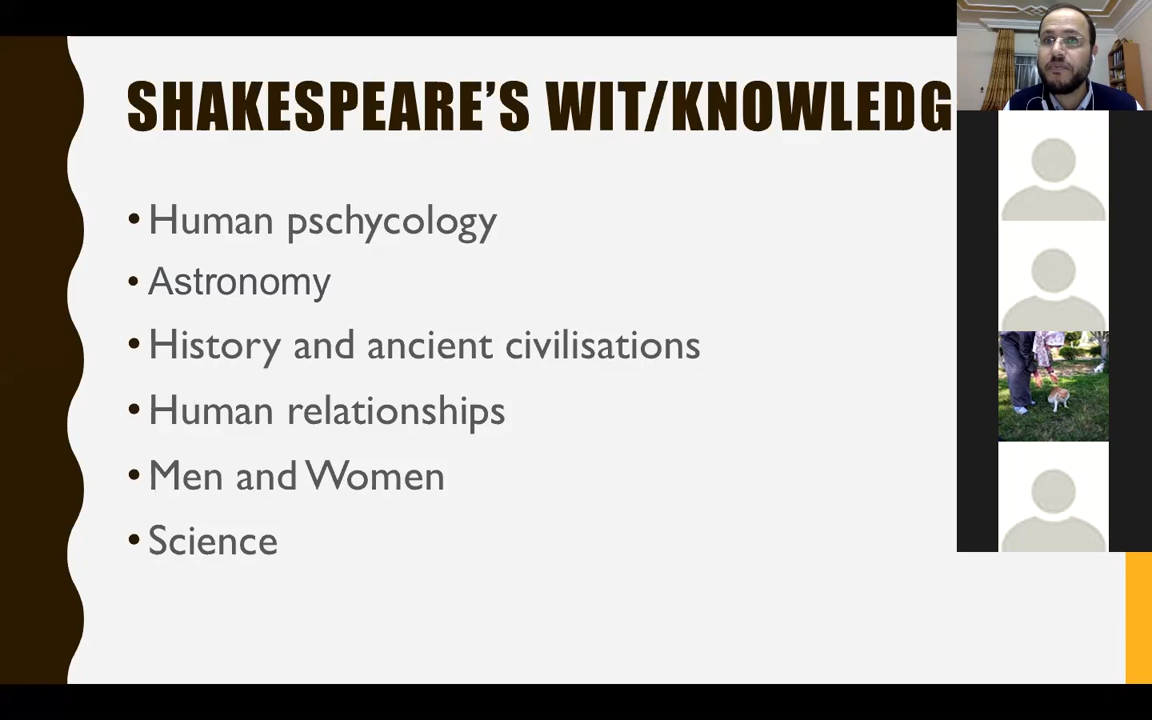 SHAKESPEARE'S WIT/KNOWLEDG
• Human pschycology
• Astronomy
• History and ancient civilisations
• Human relationships
• Men and Women
• Science